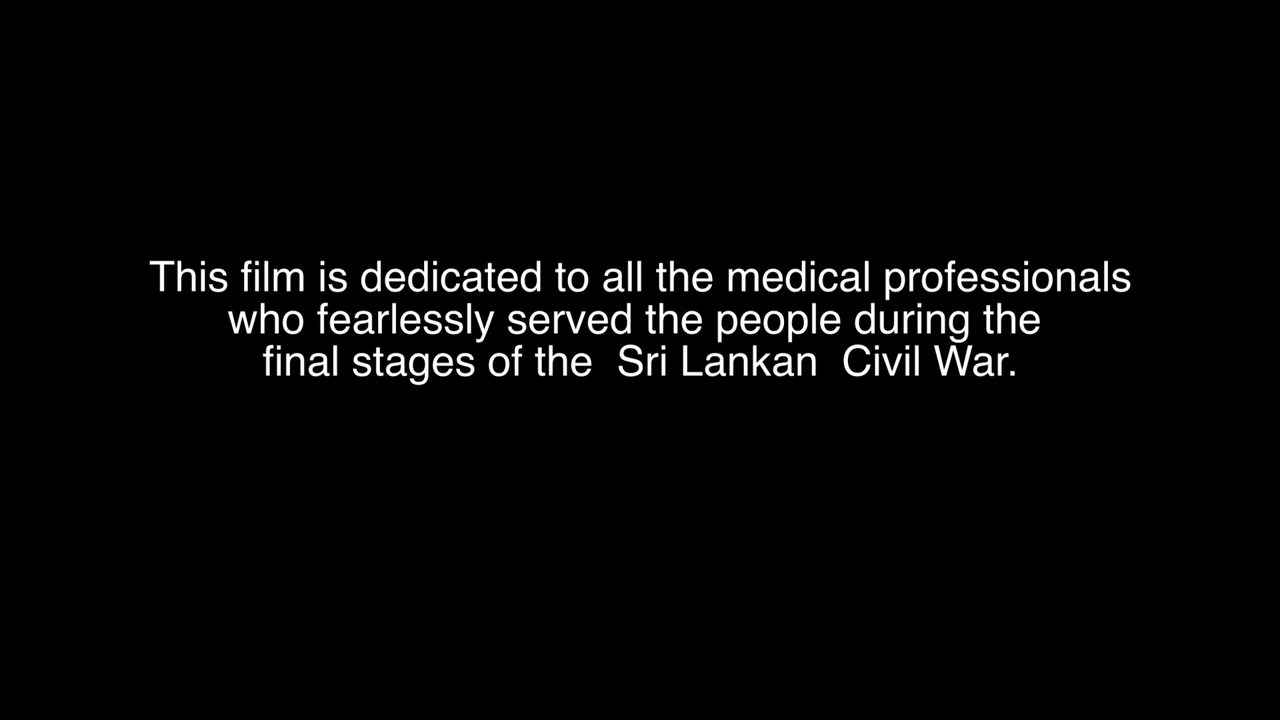 This film is dedicated to all the medical professionals
who fearlessly served the people during the
final stages of the  Sri Lankan  Civil War.